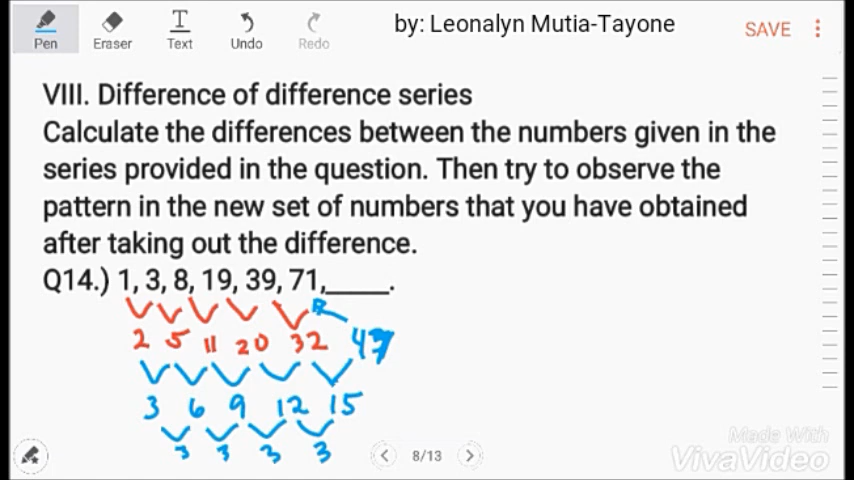 by: Leonalyn Mutia-Tayone
Pen Eraser Text Undo Redo SAVE
VIII. Difference of difference series
Calculate the differences between the numbers given in the
series provided in the question. Then try to observe the
pattern in the new set of numbers that you have obtained
after taking out the difference.
Q14.) 1, 3, 8, 19, 39, 71,_____.
2 5 11 20 32 47
3 6 9 12 15
3 3 3 3
8/13
Made With
VivaVideo